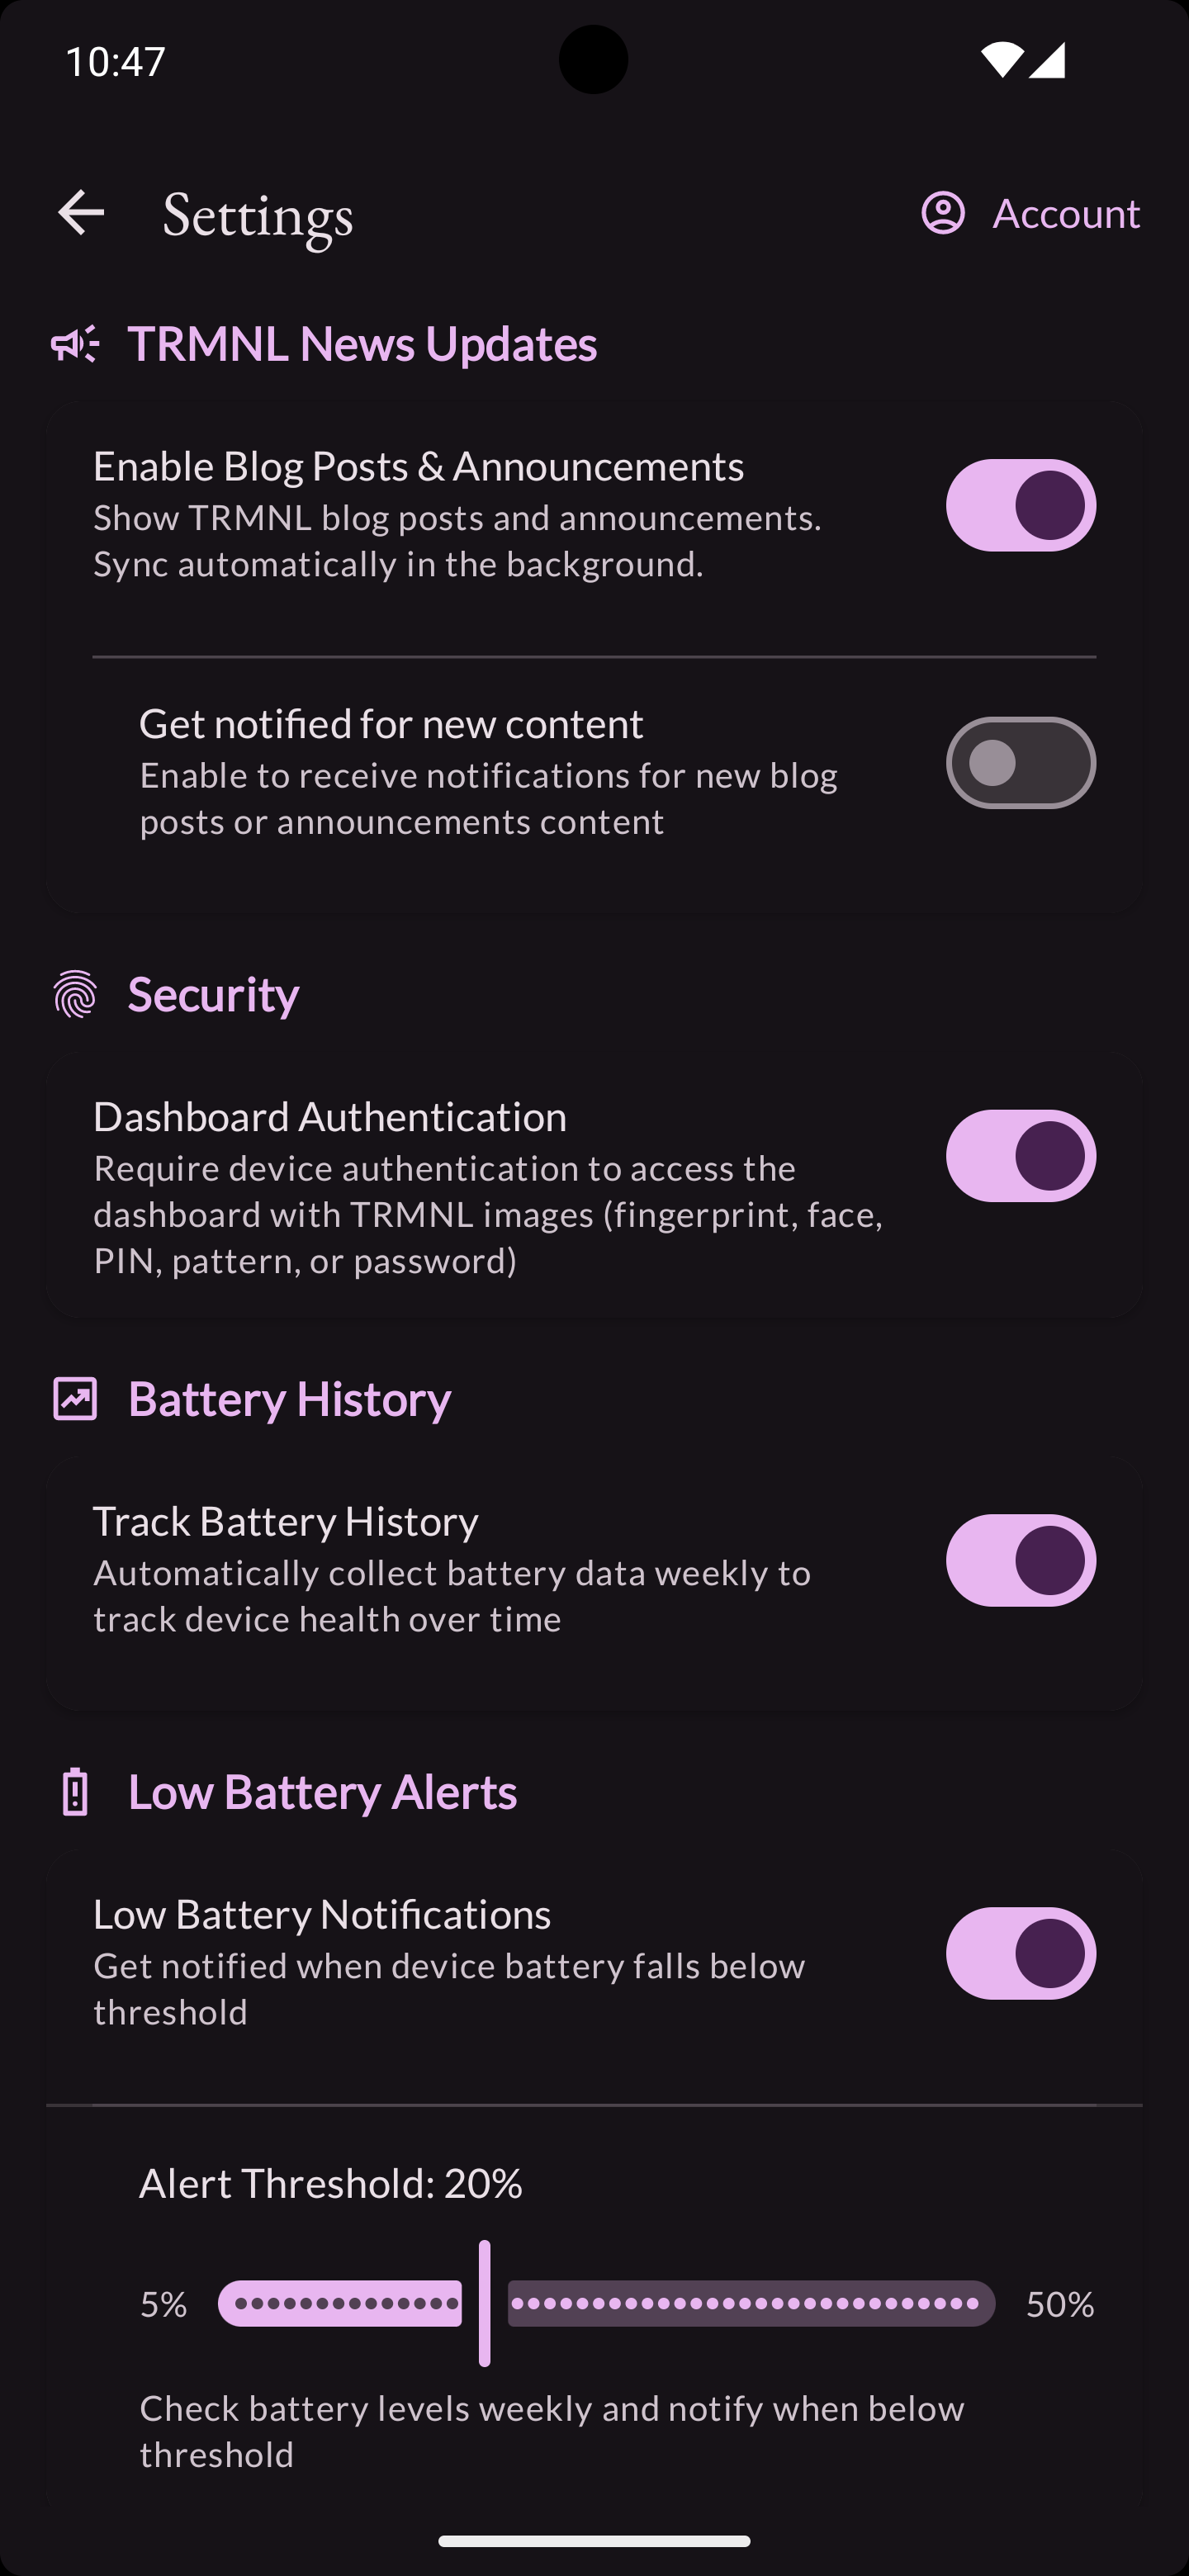 10:47
Settings
Account
TRMNL News Updates
Enable Blog Posts & Announcements
Show TRMNL blog posts and announcements.
Sync automatically in the background.
Get notified for new content
Enable to receive notifications for new blog
posts or announcements content
Security
Dashboard Authentication
Require device authentication to access the
dashboard with TRMNL images (fingerprint, face,
PIN, pattern, or password)
Battery History
Track Battery History
Automatically collect battery data weekly to
track device health over time
Low Battery Alerts
Low Battery Notifications
Get notified when device battery falls below
threshold
Alert Threshold: 20%
5%
50%
Check battery levels weekly and notify when below
threshold